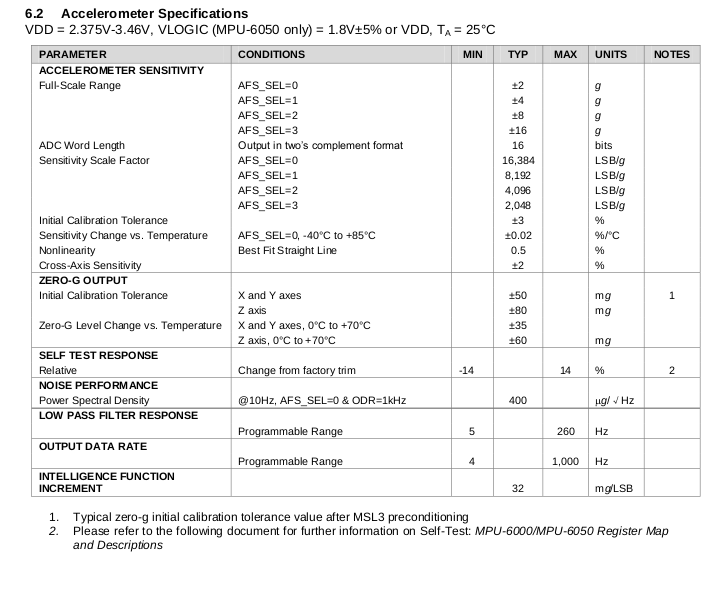 6.2 Accelerometer Specifications
VDD = 2.375V-3.46V, VLOGIC (MPU-6050 only) = 1.8V±5% or VDD, TA = 25°C
PARAMETER CONDITIONS MIN TYP MAX UNITS NOTES
ACCELEROMETER SENSITIVITY
Full-Scale Range AFS_SEL=0 ±2 g
AFS_SEL=1 ±4 g
AFS_SEL=2 ±8 g
AFS_SEL=3 ±16 g
ADC Word Length Output in two's complement format 16 bits
Sensitivity Scale Factor AFS_SEL=0 16,384 LSB/g
AFS_SEL=1 8,192 LSB/g
AFS_SEL=2 4,096 LSB/g
AFS_SEL=3 2,048 LSB/g
Initial Calibration Tolerance ±3 %
Sensitivity Change vs. Temperature AFS_SEL=0, -40°C to +85°C ±0.02 %/°C
Nonlinearity Best Fit Straight Line 0.5 %
Cross-Axis Sensitivity ±2 %
ZERO-G OUTPUT
Initial Calibration Tolerance X and Y axes ±50 mg 1
Z axis ±80 mg
Zero-G Level Change vs. Temperature X and Y axes, 0°C to +70°C ±35
Z axis, 0°C to +70°C ±60 mg
SELF TEST RESPONSE
Relative Change from factory trim -14 14 % 2
NOISE PERFORMANCE
Power Spectral Density @10Hz, AFS_SEL=0 & ODR=1kHz 400 µg/√Hz
LOW PASS FILTER RESPONSE
Programmable Range 5 260 Hz
OUTPUT DATA RATE
Programmable Range 4 1,000 Hz
INTELLIGENCE FUNCTION
INCREMENT 32 mg/LSB
1. Typical zero-g initial calibration tolerance value after MSL3 preconditioning
2. Please refer to the following document for further information on Self-Test: MPU-6000/MPU-6050 Register Map
and Descriptions